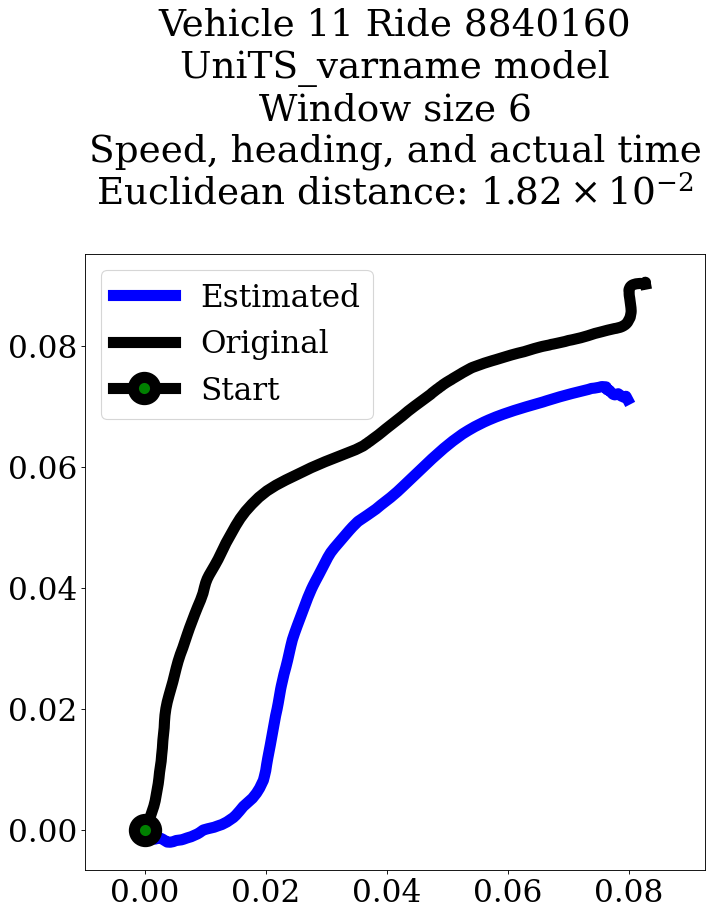 Vehicle 11 Ride 8840160
UniTS_varname model
Window size 6
Speed, heading, and actual time
Euclidean distance: 1.82 × 10⁻²
Estimated
Original
Start
0.08
0.06
0.04
0.02
0.00
0.00 0.02 0.04 0.06 0.08